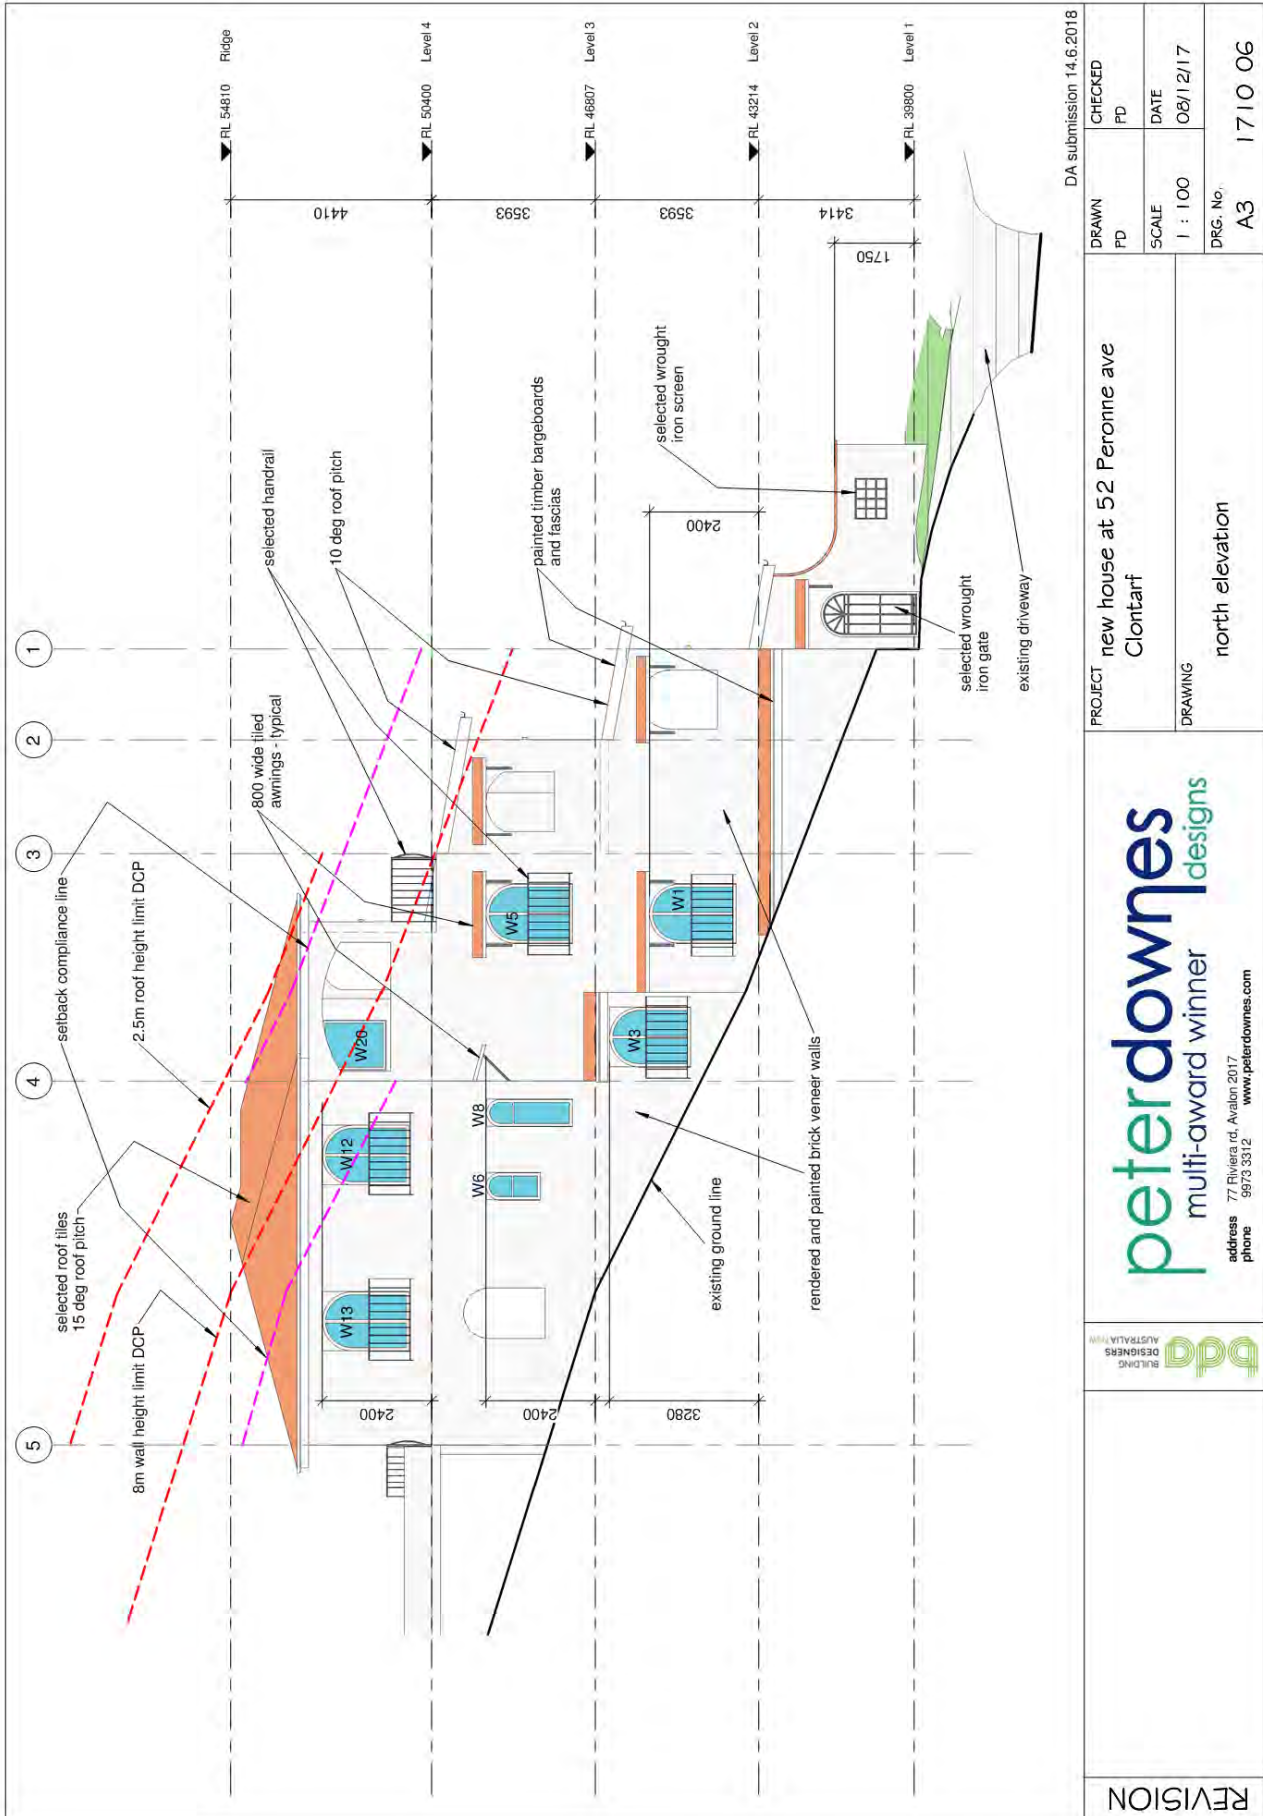 5
4
3
2
1
RL 54810 Ridge
RL 50400 Level 4
RL 46807 Level 3
RL 43214 Level 2
RL 39800 Level 1
4410
3593
3593
3414
1750
2400
2400
2400
3280
8m wall height limit DCP
selected roof tiles
15 deg roof pitch
setback compliance line
2.5m roof height limit DCP
800 wide tiled
awnings - typical
selected handrail
10 deg roof pitch
painted timber bargeboards
and fascias
selected wrought
iron screen
W13
W12
W20
W6
W8
W5
W3
W1
existing ground line
rendered and painted brick veneer walls
selected wrought
iron gate
existing driveway
DA submission 14.6.2018
REVISION
BUILDING
DESIGNERS
AUSTRALIA
bda
peterdownes
multi-award winner designs
address 77 Riviera rd, Avalon 2017
phone 9973 3312 www.peterdownes.com
PROJECT new house at 52 Peronne ave
Clontarf
DRAWING
north elevation
DRAWN
PD
CHECKED
PD
SCALE
1 : 100
DATE
08/12/17
DRG. No.
A3 1710 06